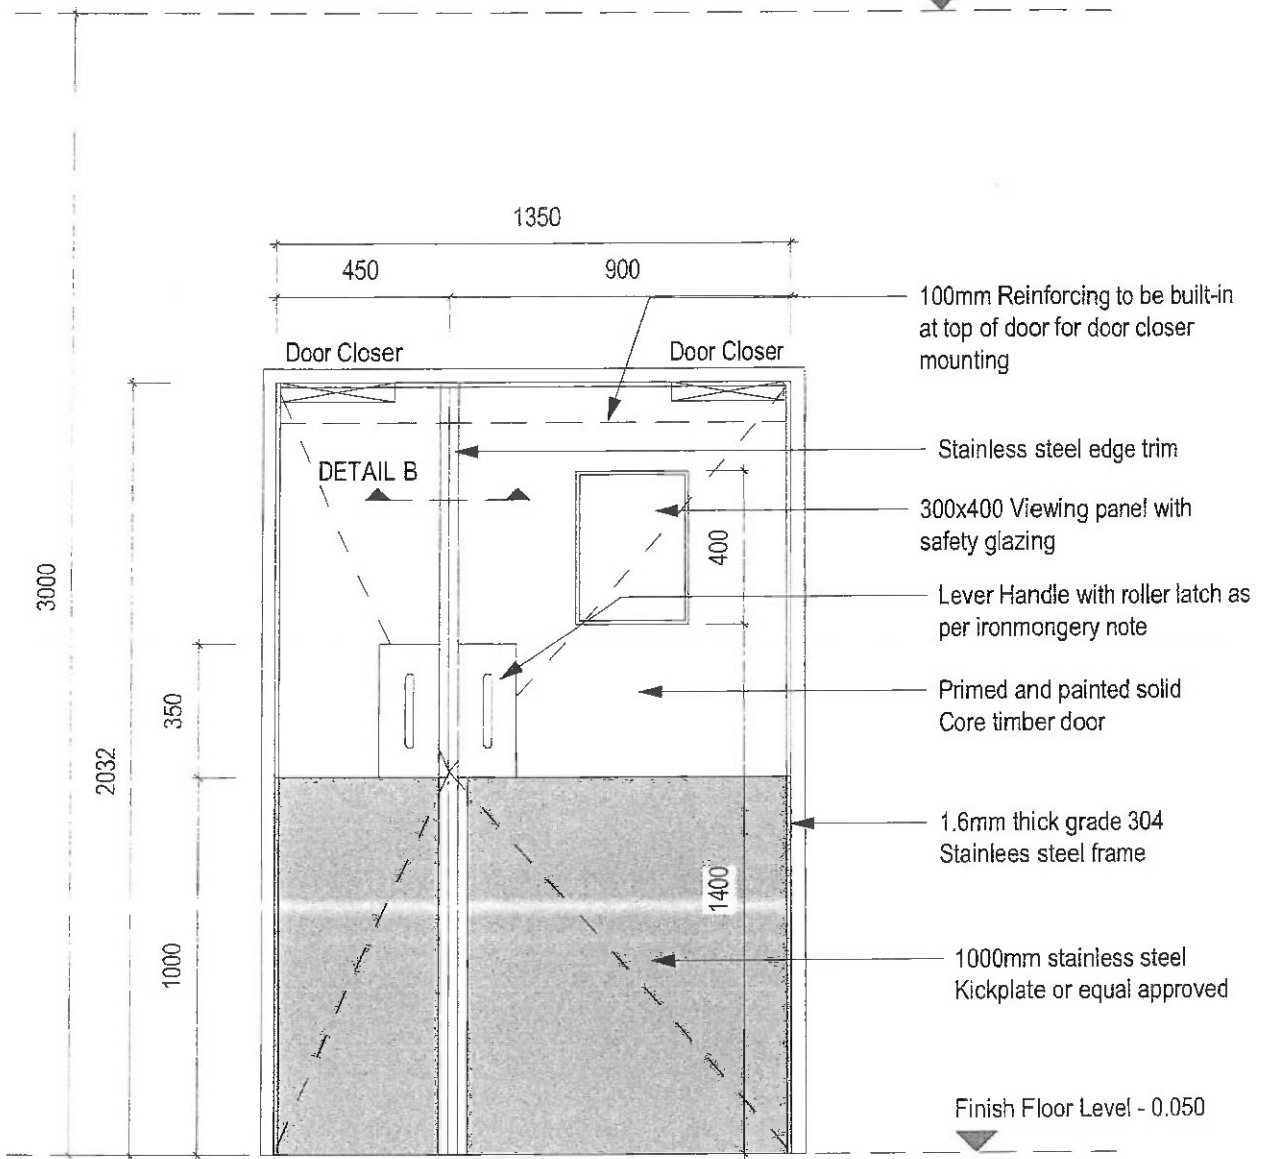 1350
450
900
100mm Reinforcing to be built-in
at top of door for door closer
mounting
Door Closer
Door Closer
Stainless steel edge trim
DETAIL B
300x400 Viewing panel with
safety glazing
400
3000
Lever Handle with roller latch as
per ironmongery note
350
Primed and painted solid
Core timber door
2032
1.6mm thick grade 304
Stainlees steel frame
1400
1000
1000mm stainless steel
Kickplate or equal approved
Finish Floor Level - 0.050